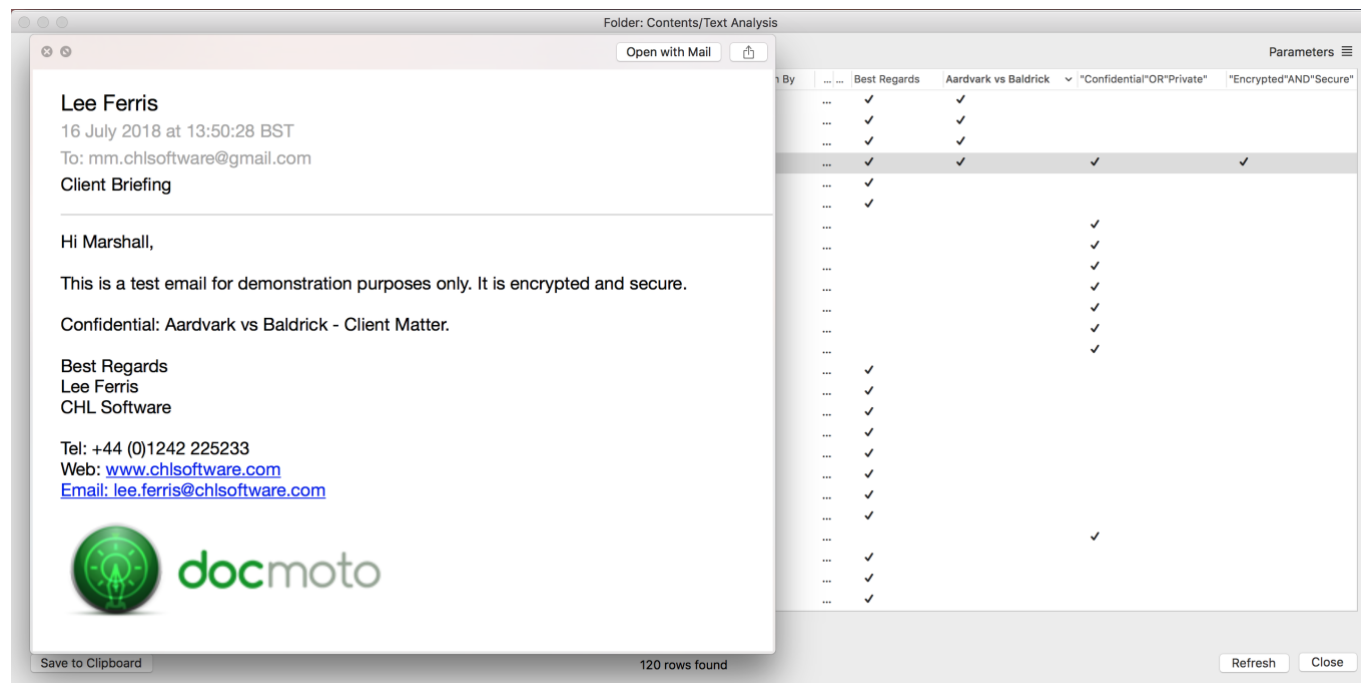 Folder: Contents/Text Analysis
Open with Mail
Parameters
n By ... ... Best Regards Aardvark vs Baldrick "Confidential"OR"Private" "Encrypted"AND"Secure"
Lee Ferris
16 July 2018 at 13:50:28 BST
To: mm.chlsoftware@gmail.com
Client Briefing
Hi Marshall,
This is a test email for demonstration purposes only. It is encrypted and secure.
Confidential: Aardvark vs Baldrick - Client Matter.
Best Regards
Lee Ferris
CHL Software
Tel: +44 (0)1242 225233
Web: www.chlsoftware.com
Email: lee.ferris@chlsoftware.com
docmoto
Save to Clipboard
120 rows found
Refresh
Close